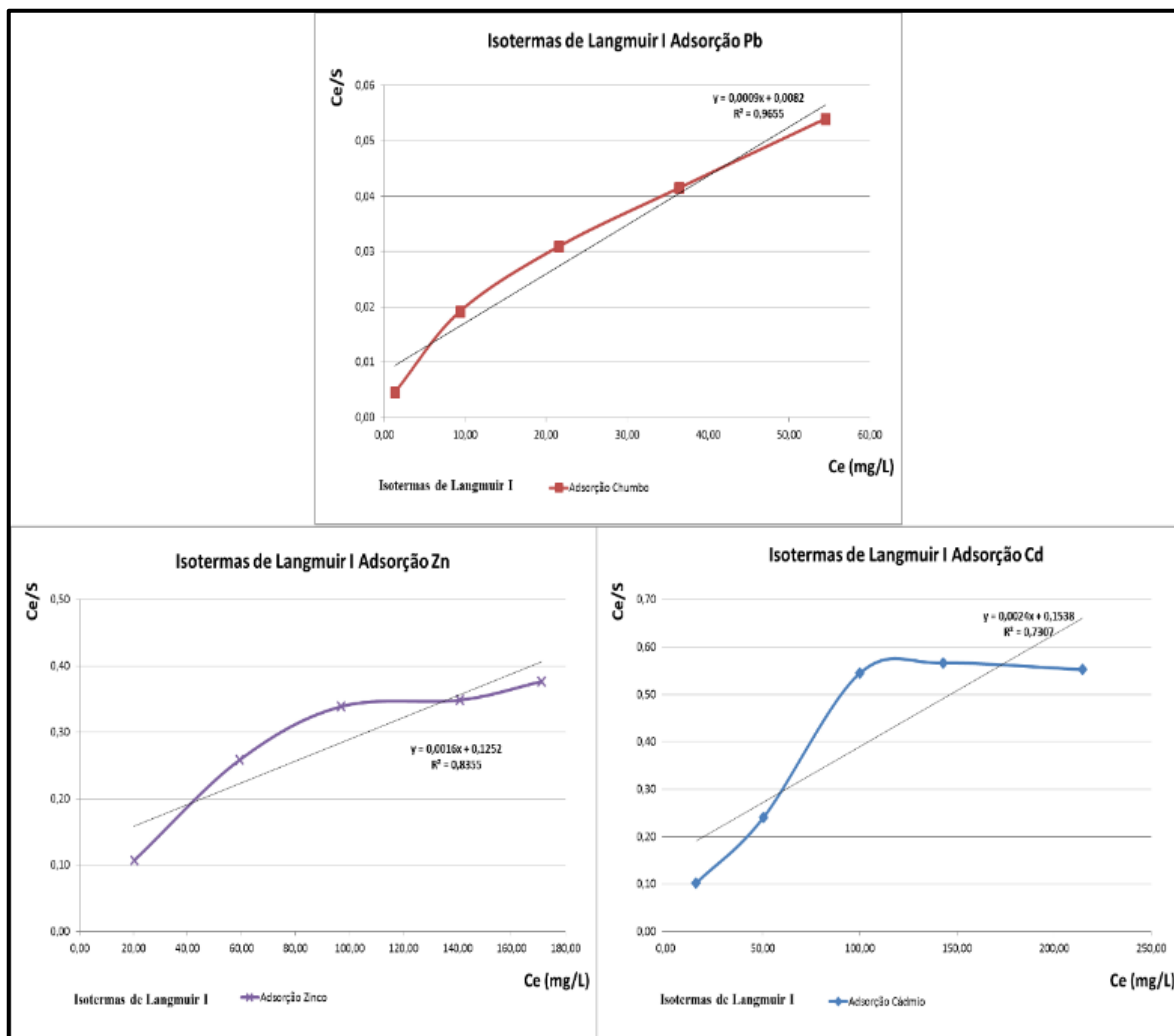 Isotermas de Langmuir I Adsorção Pb
Ce/S
0,06
0,05
0,04
0,03
0,02
0,01
0,00
y = 0,0009x + 0,0082
R² = 0,9655
0,00 10,00 20,00 30,00 40,00 50,00 60,00
Ce (mg/L)
Isotermas de Langmuir I Adsorção Chumbo
Isotermas de Langmuir I Adsorção Zn
Ce/S
0,50
0,40
0,30
0,20
0,10
0,00
y = 0,0016x + 0,1252
R² = 0,8355
0,00 20,00 40,00 60,00 80,00 100,00 120,00 140,00 160,00 180,00
Ce (mg/L)
Isotermas de Langmuir I Adsorção Zinco
Isotermas de Langmuir I Adsorção Cd
Ce/S
0,70
0,60
0,50
0,40
0,30
0,20
0,10
0,00
y = 0,0024x + 0,1538
R² = 0,7307
0,00 50,00 100,00 150,00 200,00 250,00
Ce (mg/L)
Isotermas de Langmuir I Adsorção Cádmio